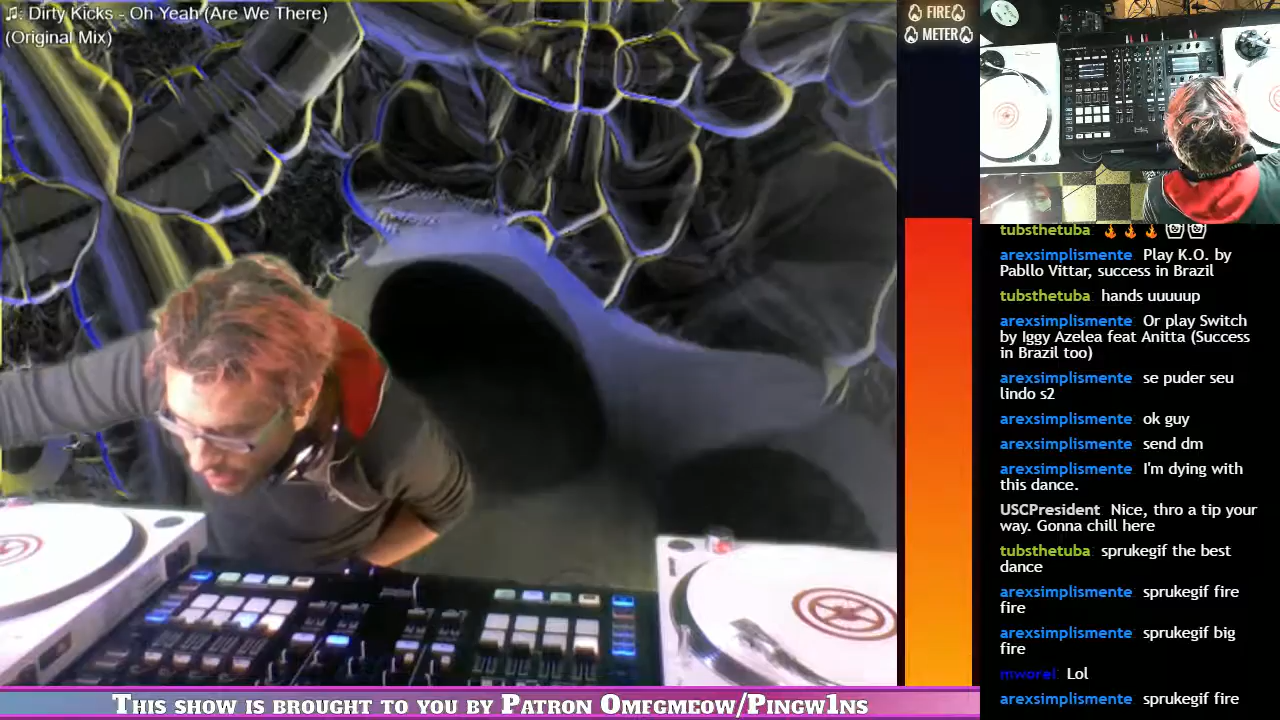 ♫: Dirty Kicks - Oh Yeah (Are We There)
(Original Mix)
🔥FIRE🔥
🔥METER🔥
tubsthetuba 🔥 🔥 🔥
arexsimplismente Play K.O. by
Pabllo Vittar, success in Brazil
tubsthetuba hands uuuuup
arexsimplismente Or play Switch
by Iggy Azelea feat Anitta (Success
in Brazil too)
arexsimplismente se puder seu
lindo s2
arexsimplismente ok guy
arexsimplismente send dm
arexsimplismente I'm dying with
this dance.
USCPresident Nice, thro a tip your
way. Gonna chill here
tubsthetuba sprukegif the best
dance
arexsimplismente sprukegif fire
fire
arexsimplismente sprukegif big
fire
mworel: Lol
arexsimplismente sprukegif fire
THIS SHOW IS BROUGHT TO YOU BY PATRON OMEGMEOW/PINGW1NS